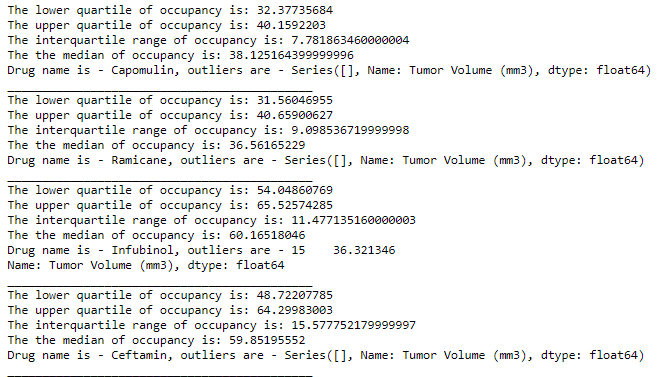 The lower quartile of occupancy is: 32.37735684
The upper quartile of occupancy is: 40.1592203
The interquartile range of occupancy is: 7.781863460000004
The the median of occupancy is: 38.125164399999996
Drug name is - Capomulin, outliers are - Series([], Name: Tumor Volume (mm3), dtype: float64)
________________________________________
The lower quartile of occupancy is: 31.56046955
The upper quartile of occupancy is: 40.65900627
The interquartile range of occupancy is: 9.098536719999998
The the median of occupancy is: 36.56165229
Drug name is - Ramicane, outliers are - Series([], Name: Tumor Volume (mm3), dtype: float64)
________________________________________
The lower quartile of occupancy is: 54.04860769
The upper quartile of occupancy is: 65.52574285
The interquartile range of occupancy is: 11.477135160000003
The the median of occupancy is: 60.16518046
Drug name is - Infubinol, outliers are - 15    36.321346
Name: Tumor Volume (mm3), dtype: float64
________________________________________
The lower quartile of occupancy is: 48.72207785
The upper quartile of occupancy is: 64.29983003
The interquartile range of occupancy is: 15.577752179999997
The the median of occupancy is: 59.85195552
Drug name is - Ceftamin, outliers are - Series([], Name: Tumor Volume (mm3), dtype: float64)
________________________________________